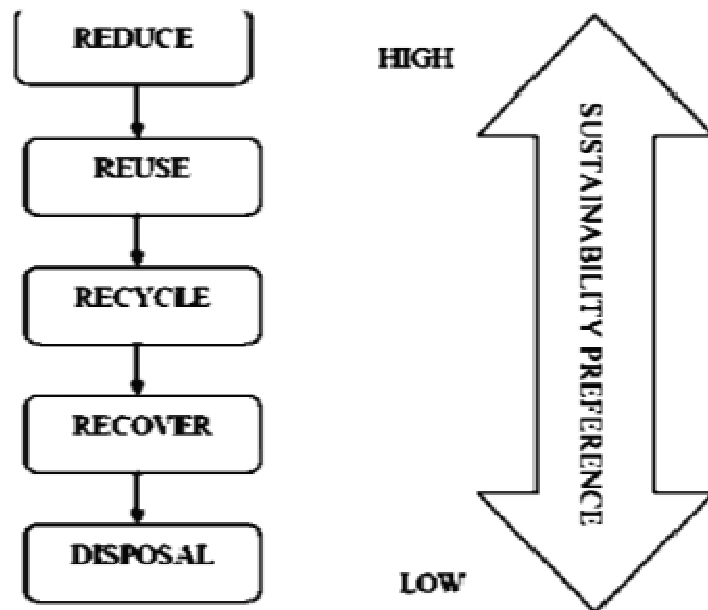 REDUCE
HIGH
REUSE
RECYCLE
RECOVER
DISPOSAL
LOW
SUSTAINABILITY PREFERENCE